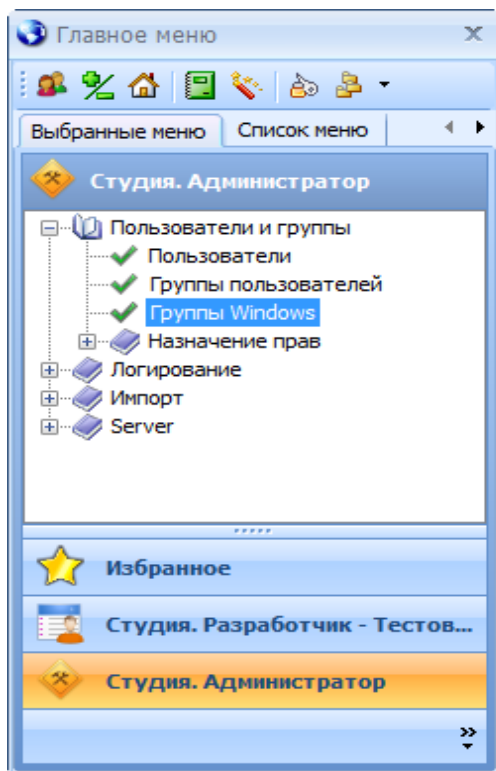 Главное меню
Выбранные меню Список меню
Студия. Администратор
Пользователи и группы
Пользователи
Группы пользователей
Группы Windows
Назначение прав
Логирование
Импорт
Server
Избранное
Студия. Разработчик - Тестов...
Студия. Администратор